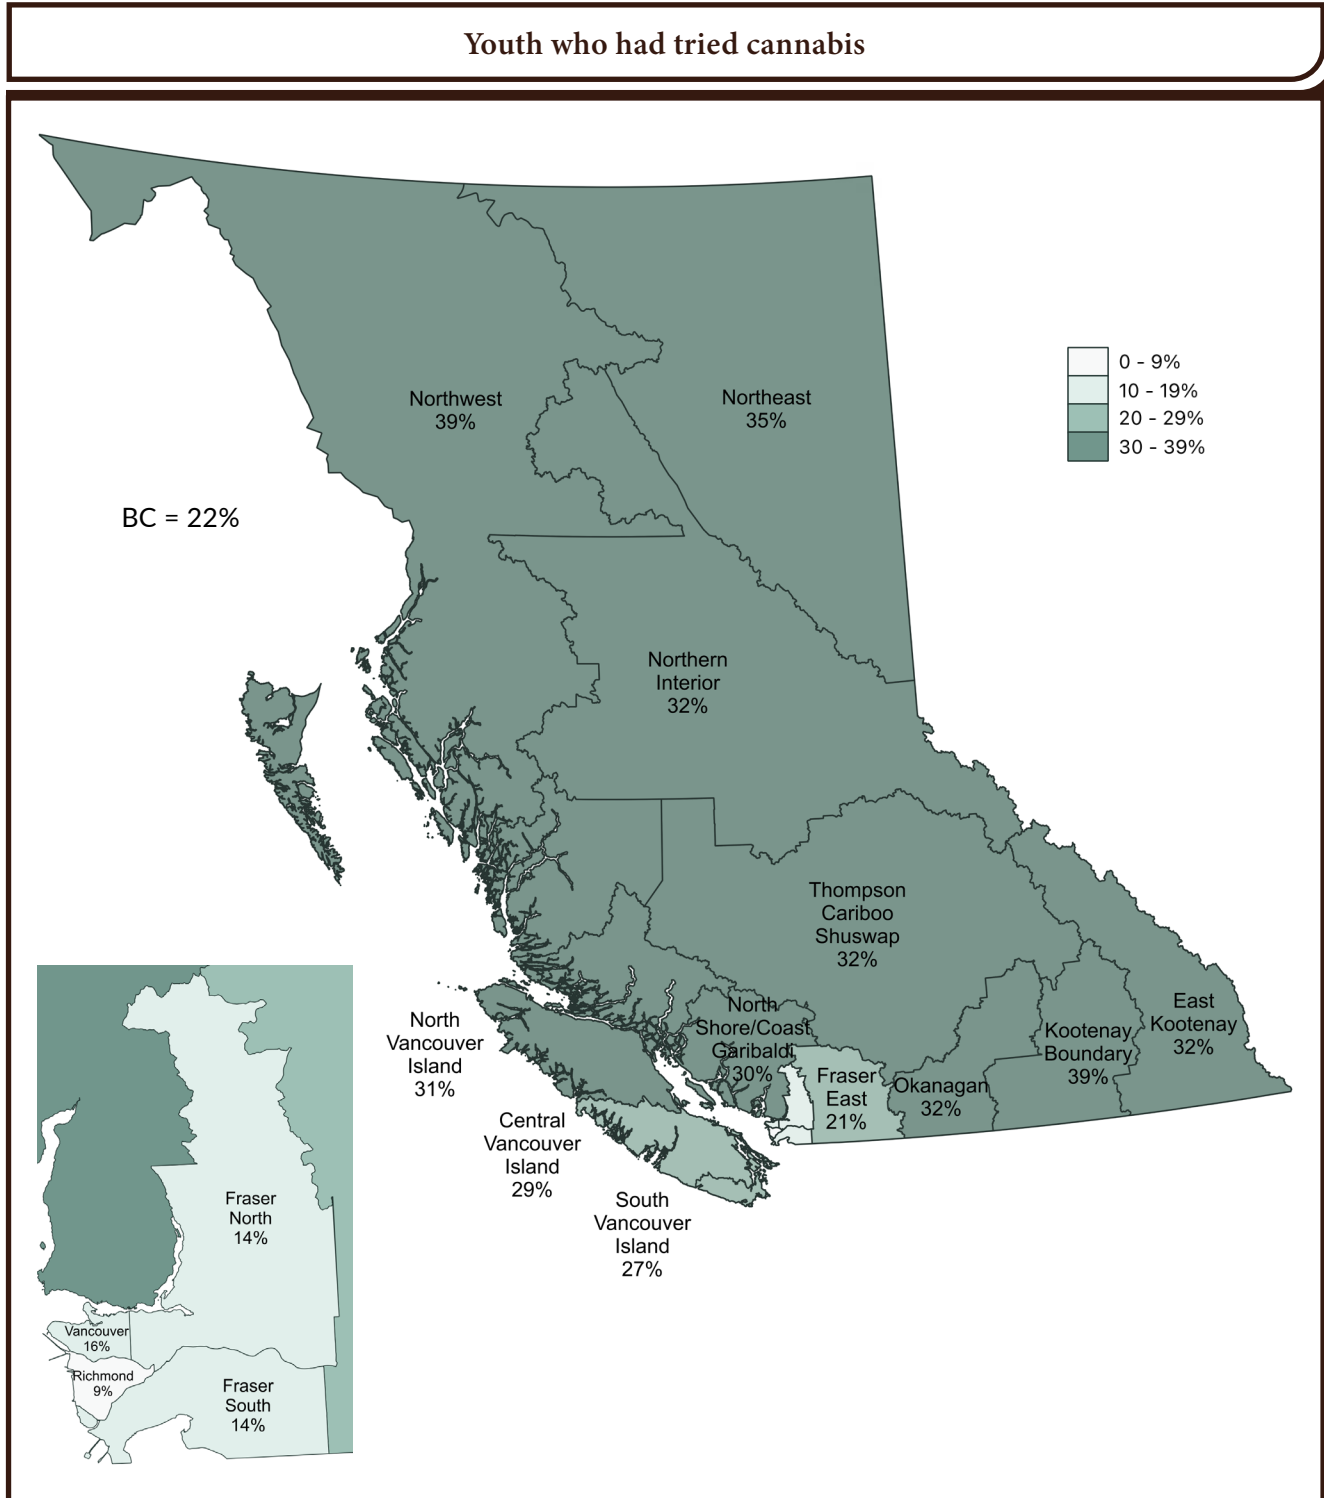 Youth who had tried cannabis
0 - 9%
10 - 19%
20 - 29%
30 - 39%
Northwest
39%
Northeast
35%
BC = 22%
Northern
Interior
32%
Thompson
Cariboo
Shuswap
32%
North
Shore/Coast
Garibaldi
30%
East
Kootenay
32%
Kootenay
Boundary
39%
Okanagan
32%
Fraser
East
21%
North
Vancouver
Island
31%
Central
Vancouver
Island
29%
South
Vancouver
Island
27%
Fraser
North
14%
Vancouver
16%
Richmond
9%
Fraser
South
14%